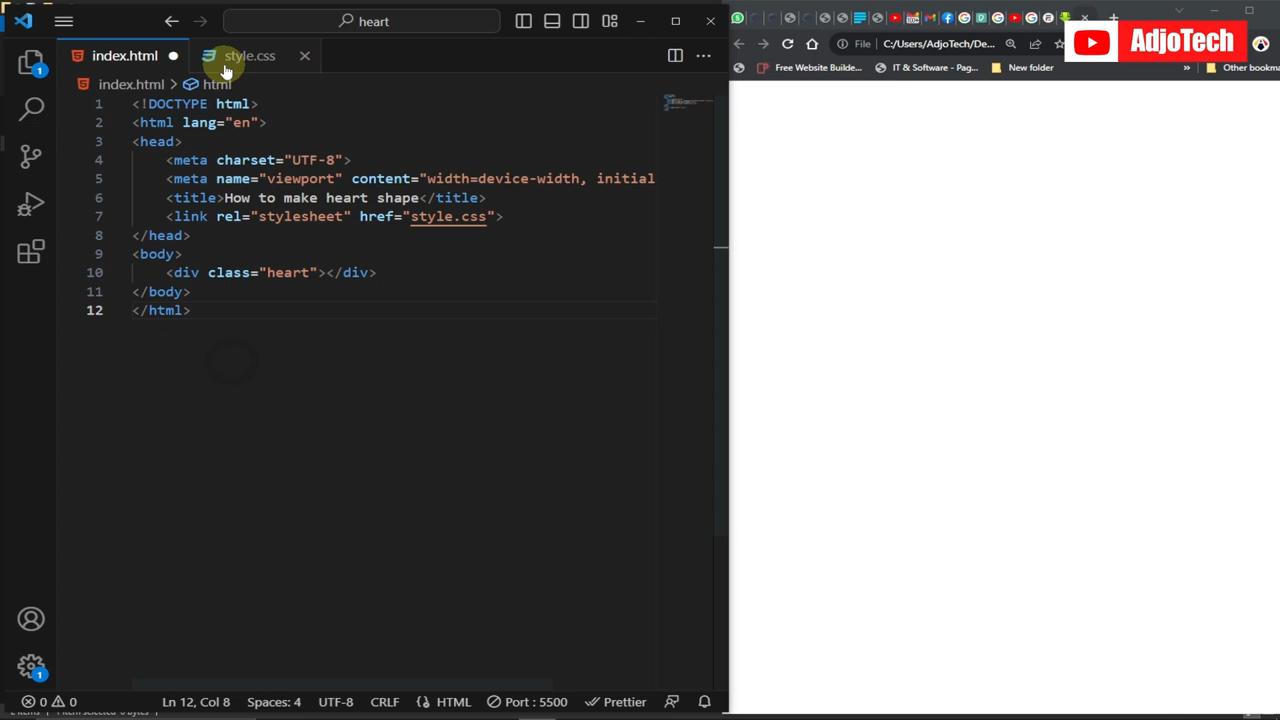 heart
index.html
style.css
index.html > html
1 <!DOCTYPE html>
2 <html lang="en">
3 <head>
4 <meta charset="UTF-8">
5 <meta name="viewport" content="width=device-width, initial
6 <title>How to make heart shape</title>
7 <link rel="stylesheet" href="style.css">
8 </head>
9 <body>
10 <div class="heart"></div>
11 </body>
12 </html>
1
1
0 0 Ln 12, Col 8 Spaces: 4 UTF-8 CRLF HTML Port : 5500 Prettier
File C:/Users/AdjoTech/De...
AdjoTech
Free Website Builde... IT & Software - Pag... New folder » Other bookma